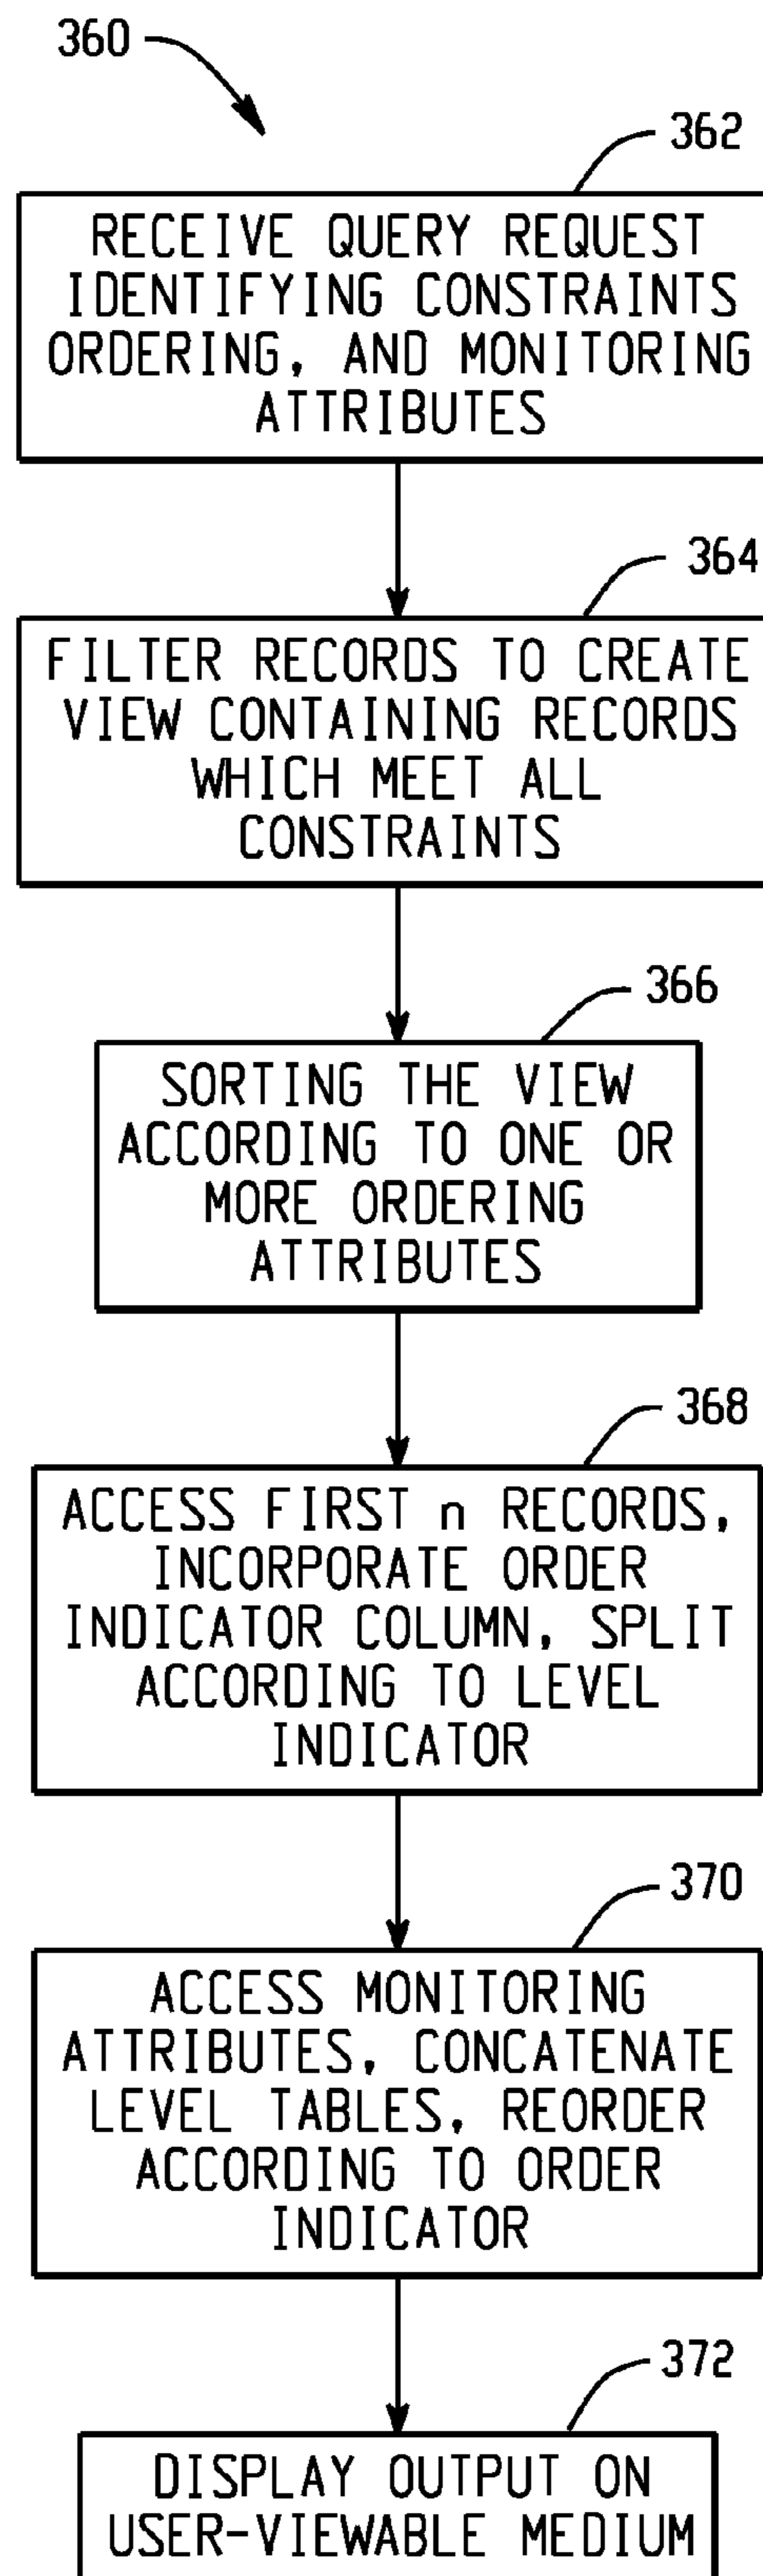 360
362
RECEIVE QUERY REQUEST
IDENTIFYING CONSTRAINTS
ORDERING, AND MONITORING
ATTRIBUTES
364
FILTER RECORDS TO CREATE
VIEW CONTAINING RECORDS
WHICH MEET ALL
CONSTRAINTS
366
SORTING THE VIEW
ACCORDING TO ONE OR
MORE ORDERING
ATTRIBUTES
368
ACCESS FIRST n RECORDS,
INCORPORATE ORDER
INDICATOR COLUMN, SPLIT
ACCORDING TO LEVEL
INDICATOR
370
ACCESS MONITORING
ATTRIBUTES, CONCATENATE
LEVEL TABLES, REORDER
ACCORDING TO ORDER
INDICATOR
372
DISPLAY OUTPUT ON
USER-VIEWABLE MEDIUM